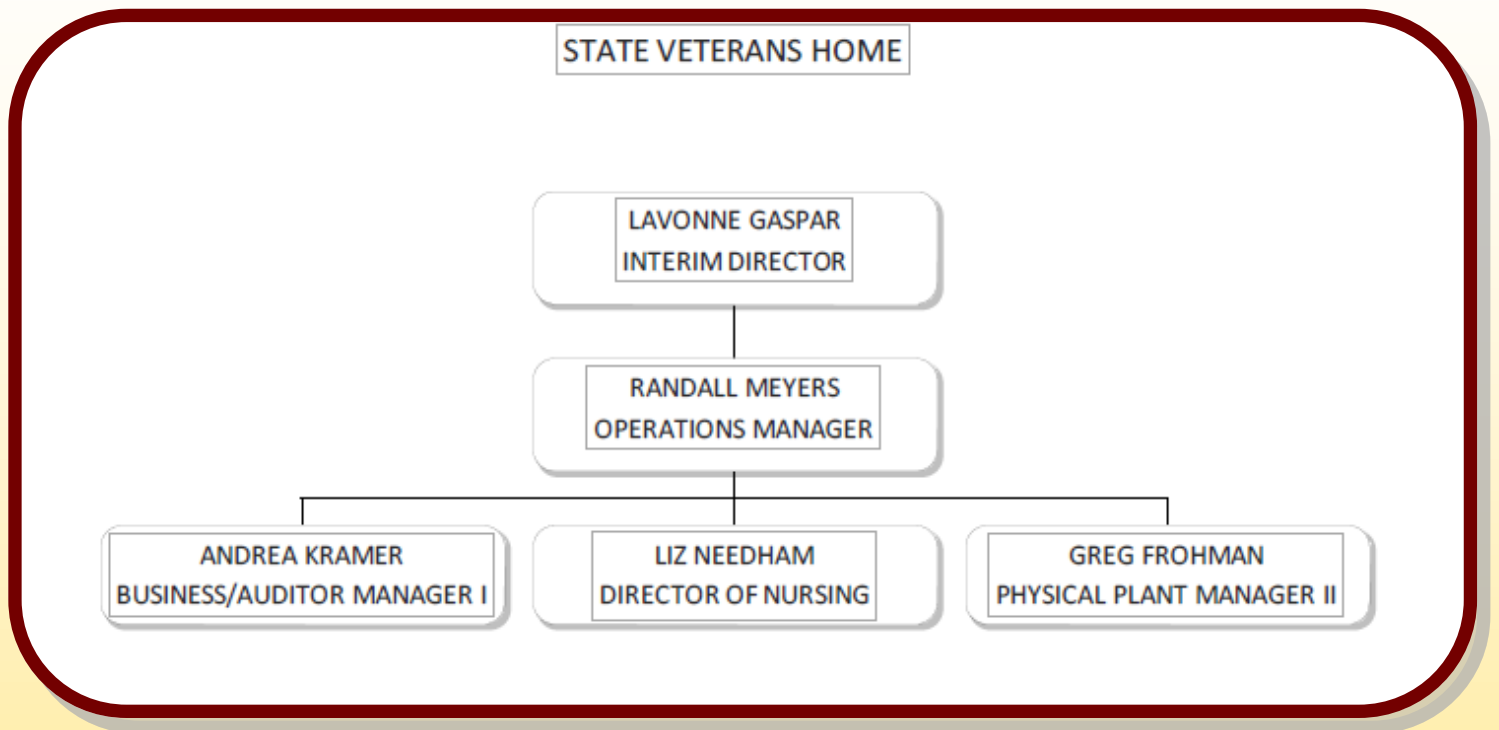 STATE VETERANS HOME
LAVONNE GASPAR
INTERIM DIRECTOR
RANDALL MEYERS
OPERATIONS MANAGER
ANDREA KRAMER
BUSINESS/AUDITOR MANAGER I
LIZ NEEDHAM
DIRECTOR OF NURSING
GREG FROHMAN
PHYSICAL PLANT MANAGER II